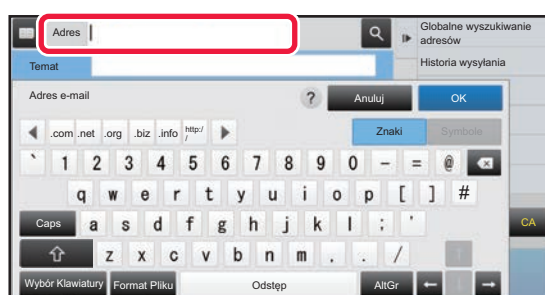 Adres
Globalne wyszukiwanie
adresów
Temat
Historia wysyłania
Adres e-mail
?
Anuluj
OK
.com .net .org .biz .info http:/
/
Znaki
Symbole
` 1 2 3 4 5 6 7 8 9 0 - = @
q w e r t y u i o p [ ] #
Caps a s d f g h j k l ; '
CA
z x c v b n m . . /
Wybór Klawiatury Format Pliku Odstęp AltGr